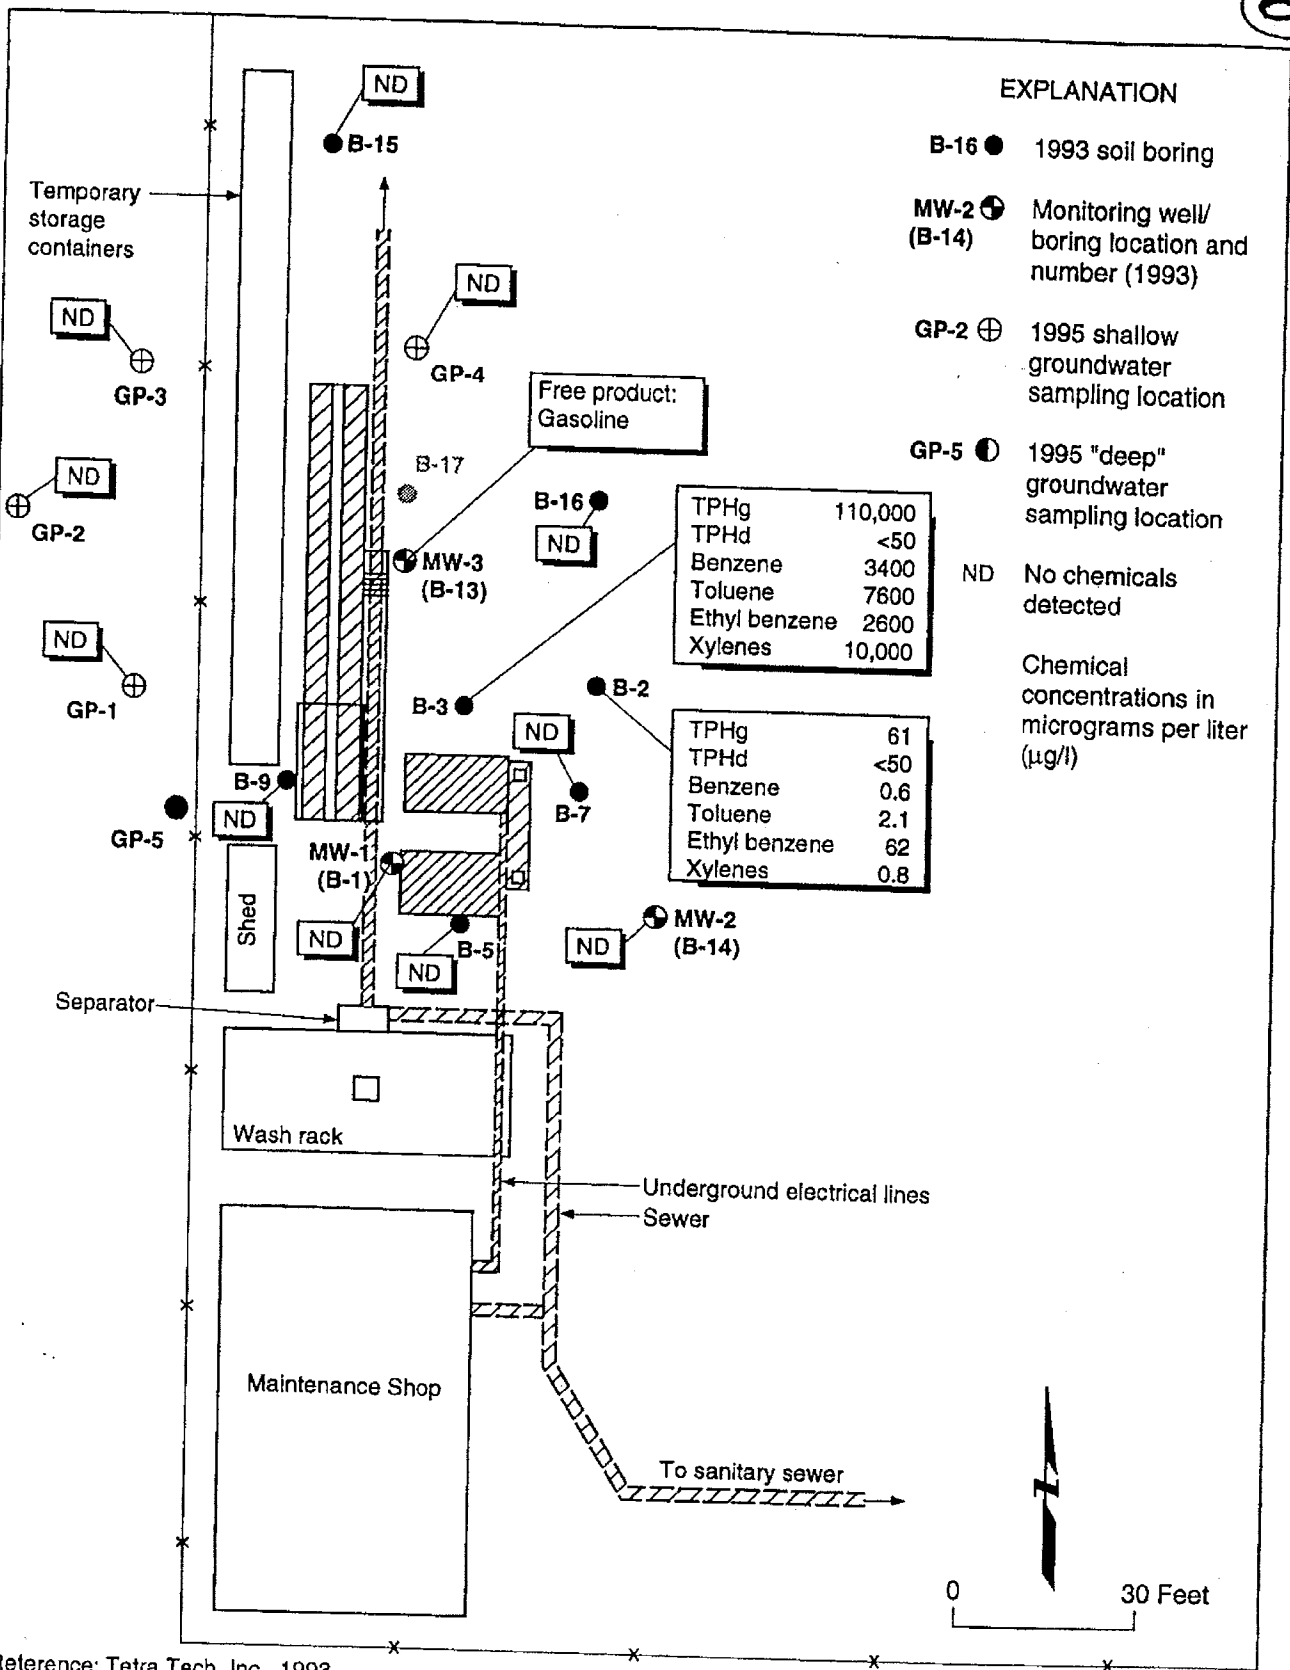 ND
B-15
Temporary
storage
containers
ND
GP-3
ND
GP-4
Free product:
Gasoline
B-17
ND
GP-2
B-16
ND
MW-3
(B-13)
TPHg 110,000
TPHd <50
Benzene 3400
Toluene 7600
Ethyl benzene 2600
Xylenes 10,000
ND
GP-1
B-3
B-2
ND
B-7
TPHg 61
TPHd <50
Benzene 0.6
Toluene 2.1
Ethyl benzene 62
Xylenes 0.8
B-9
ND
GP-5
MW-1
(B-1)
ND
Shed
B-5
ND
MW-2
(B-14)
ND
Separator
Wash rack
Underground electrical lines
Sewer
Maintenance Shop
To sanitary sewer
EXPLANATION
B-16 1993 soil boring
MW-2 Monitoring well/
(B-14) boring location and
number (1993)
GP-2 1995 shallow
groundwater
sampling location
GP-5 1995 "deep"
groundwater
sampling location
ND No chemicals
detected
Chemical
concentrations in
micrograms per liter
(µg/l)
Z
0 30 Feet
Reference: Tetra Tech, Inc., 1993